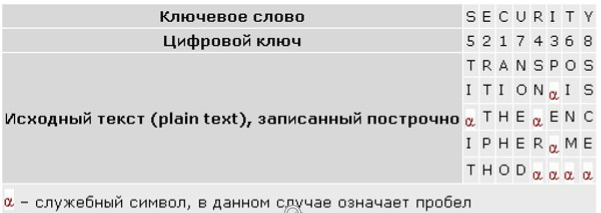 Ключевое слово S E C U R I T Y
Цифровой ключ 5 2 1 7 4 3 6 8
T R A N S P O S
I T I O N α I S
Исходный текст (plain text), записанный построчно α T H E α E N C
I P H E R α M E
T H O D α α α α
α – служебный символ, в данном случае означает пробел